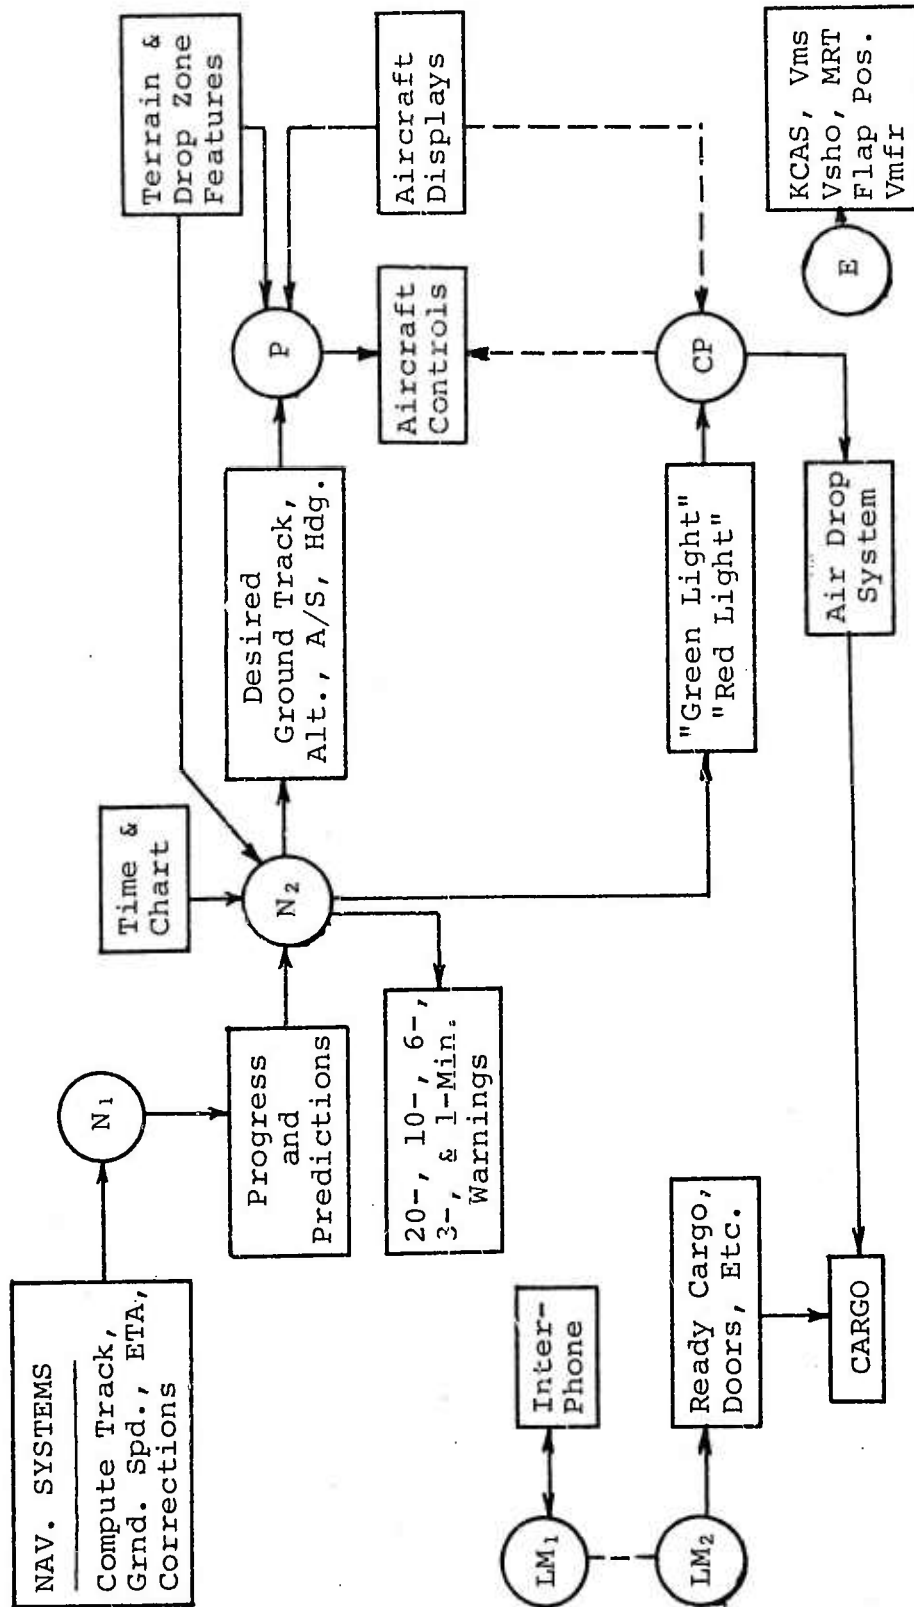 NAV. SYSTEMS
Compute Track,
Grnd. Spd., ETA,
Corrections
N1
Progress
and
Predictions
Time &
Chart
N2
20-, 10-, 6-,
3-, & 1-Min.
Warnings
Terrain &
Drop Zone
Features
Desired
Ground Track,
Alt., A/S, Hdg.
P
Aircraft
Displays
Aircraft
Controls
"Green Light"
"Red Light"
CP
Air Drop
System
E
KCAS, Vms
Vsho, MRT
Flap Pos.
Vmfr
LM1
Inter-
Phone
LM2
Ready Cargo,
Doors, Etc.
CARGO